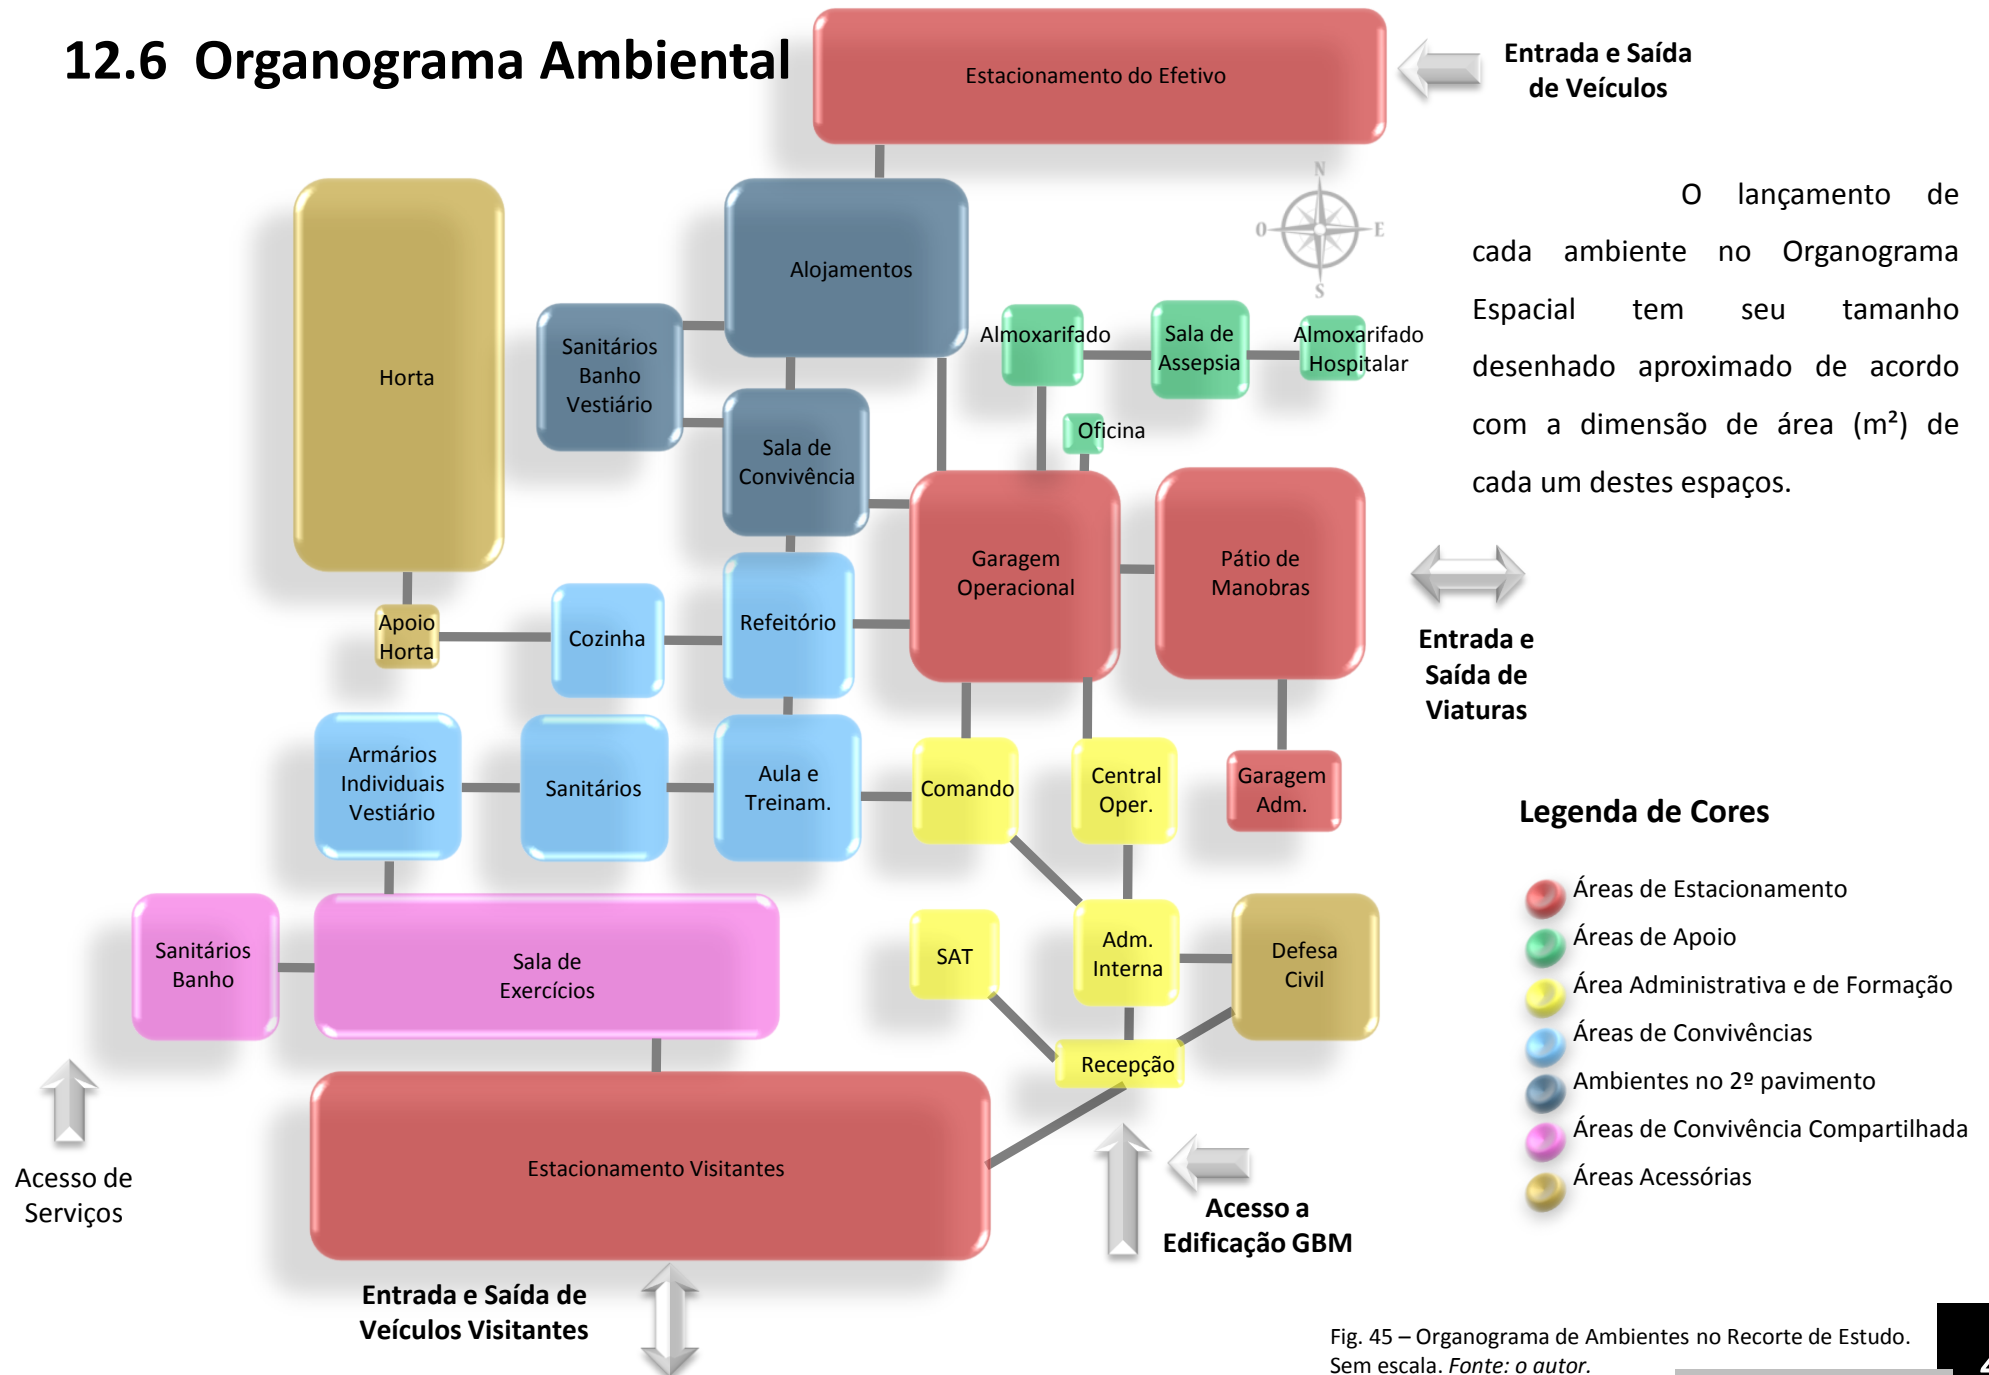 12.6 Organograma Ambiental
Estacionamento do Efetivo
Entrada e Saída
de Veículos
N
O
E
S
O lançamento de
cada ambiente no Organograma
Espacial tem seu tamanho
desenhado aproximado de acordo
com a dimensão de área (m²) de
cada um destes espaços.
Horta
Alojamentos
Sanitários
Banho
Vestiário
Sala de
Convivência
Almoxarifado
Sala de
Assepsia
Almoxarifado
Hospitalar
Oficina
Garagem
Operacional
Pátio de
Manobras
Entrada e
Saída de
Viaturas
Apoio
Horta
Cozinha
Refeitório
Armários
Individuais
Vestiário
Sanitários
Aula e
Treinam.
Comando
Central
Oper.
Garagem
Adm.
Sanitários
Banho
Sala de
Exercícios
SAT
Adm.
Interna
Defesa
Civil
Recepção
Acesso de
Serviços
Estacionamento Visitantes
Acesso a
Edificação GBM
Entrada e Saída de
Veículos Visitantes
Legenda de Cores
Áreas de Estacionamento
Áreas de Apoio
Área Administrativa e de Formação
Áreas de Convivências
Ambientes no 2º pavimento
Áreas de Convivência Compartilhada
Áreas Acessórias
Fig. 45 – Organograma de Ambientes no Recorte de Estudo.
Sem escala. Fonte: o autor.